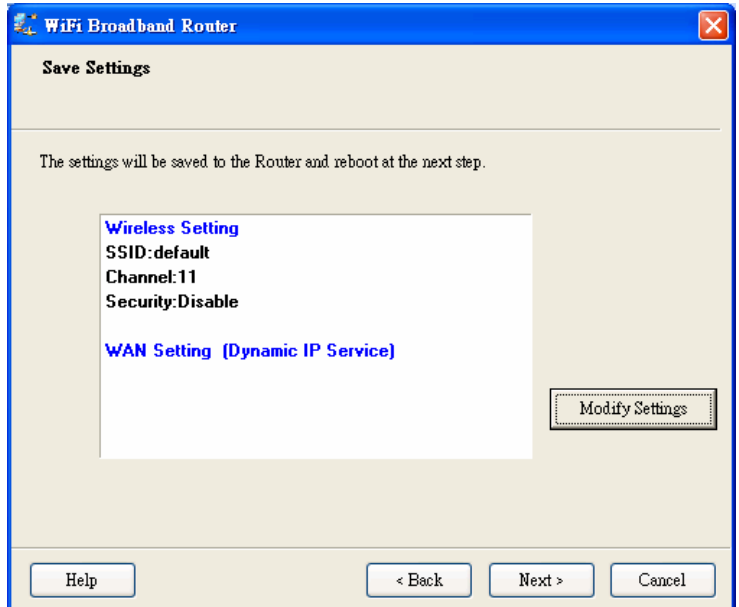 WiFi Broadband Router
Save Settings
The settings will be saved to the Router and reboot at the next step.
Wireless Setting
SSID:default
Channel:11
Security:Disable
WAN Setting (Dynamic IP Service)
Modify Settings
Help
< Back
Next >
Cancel